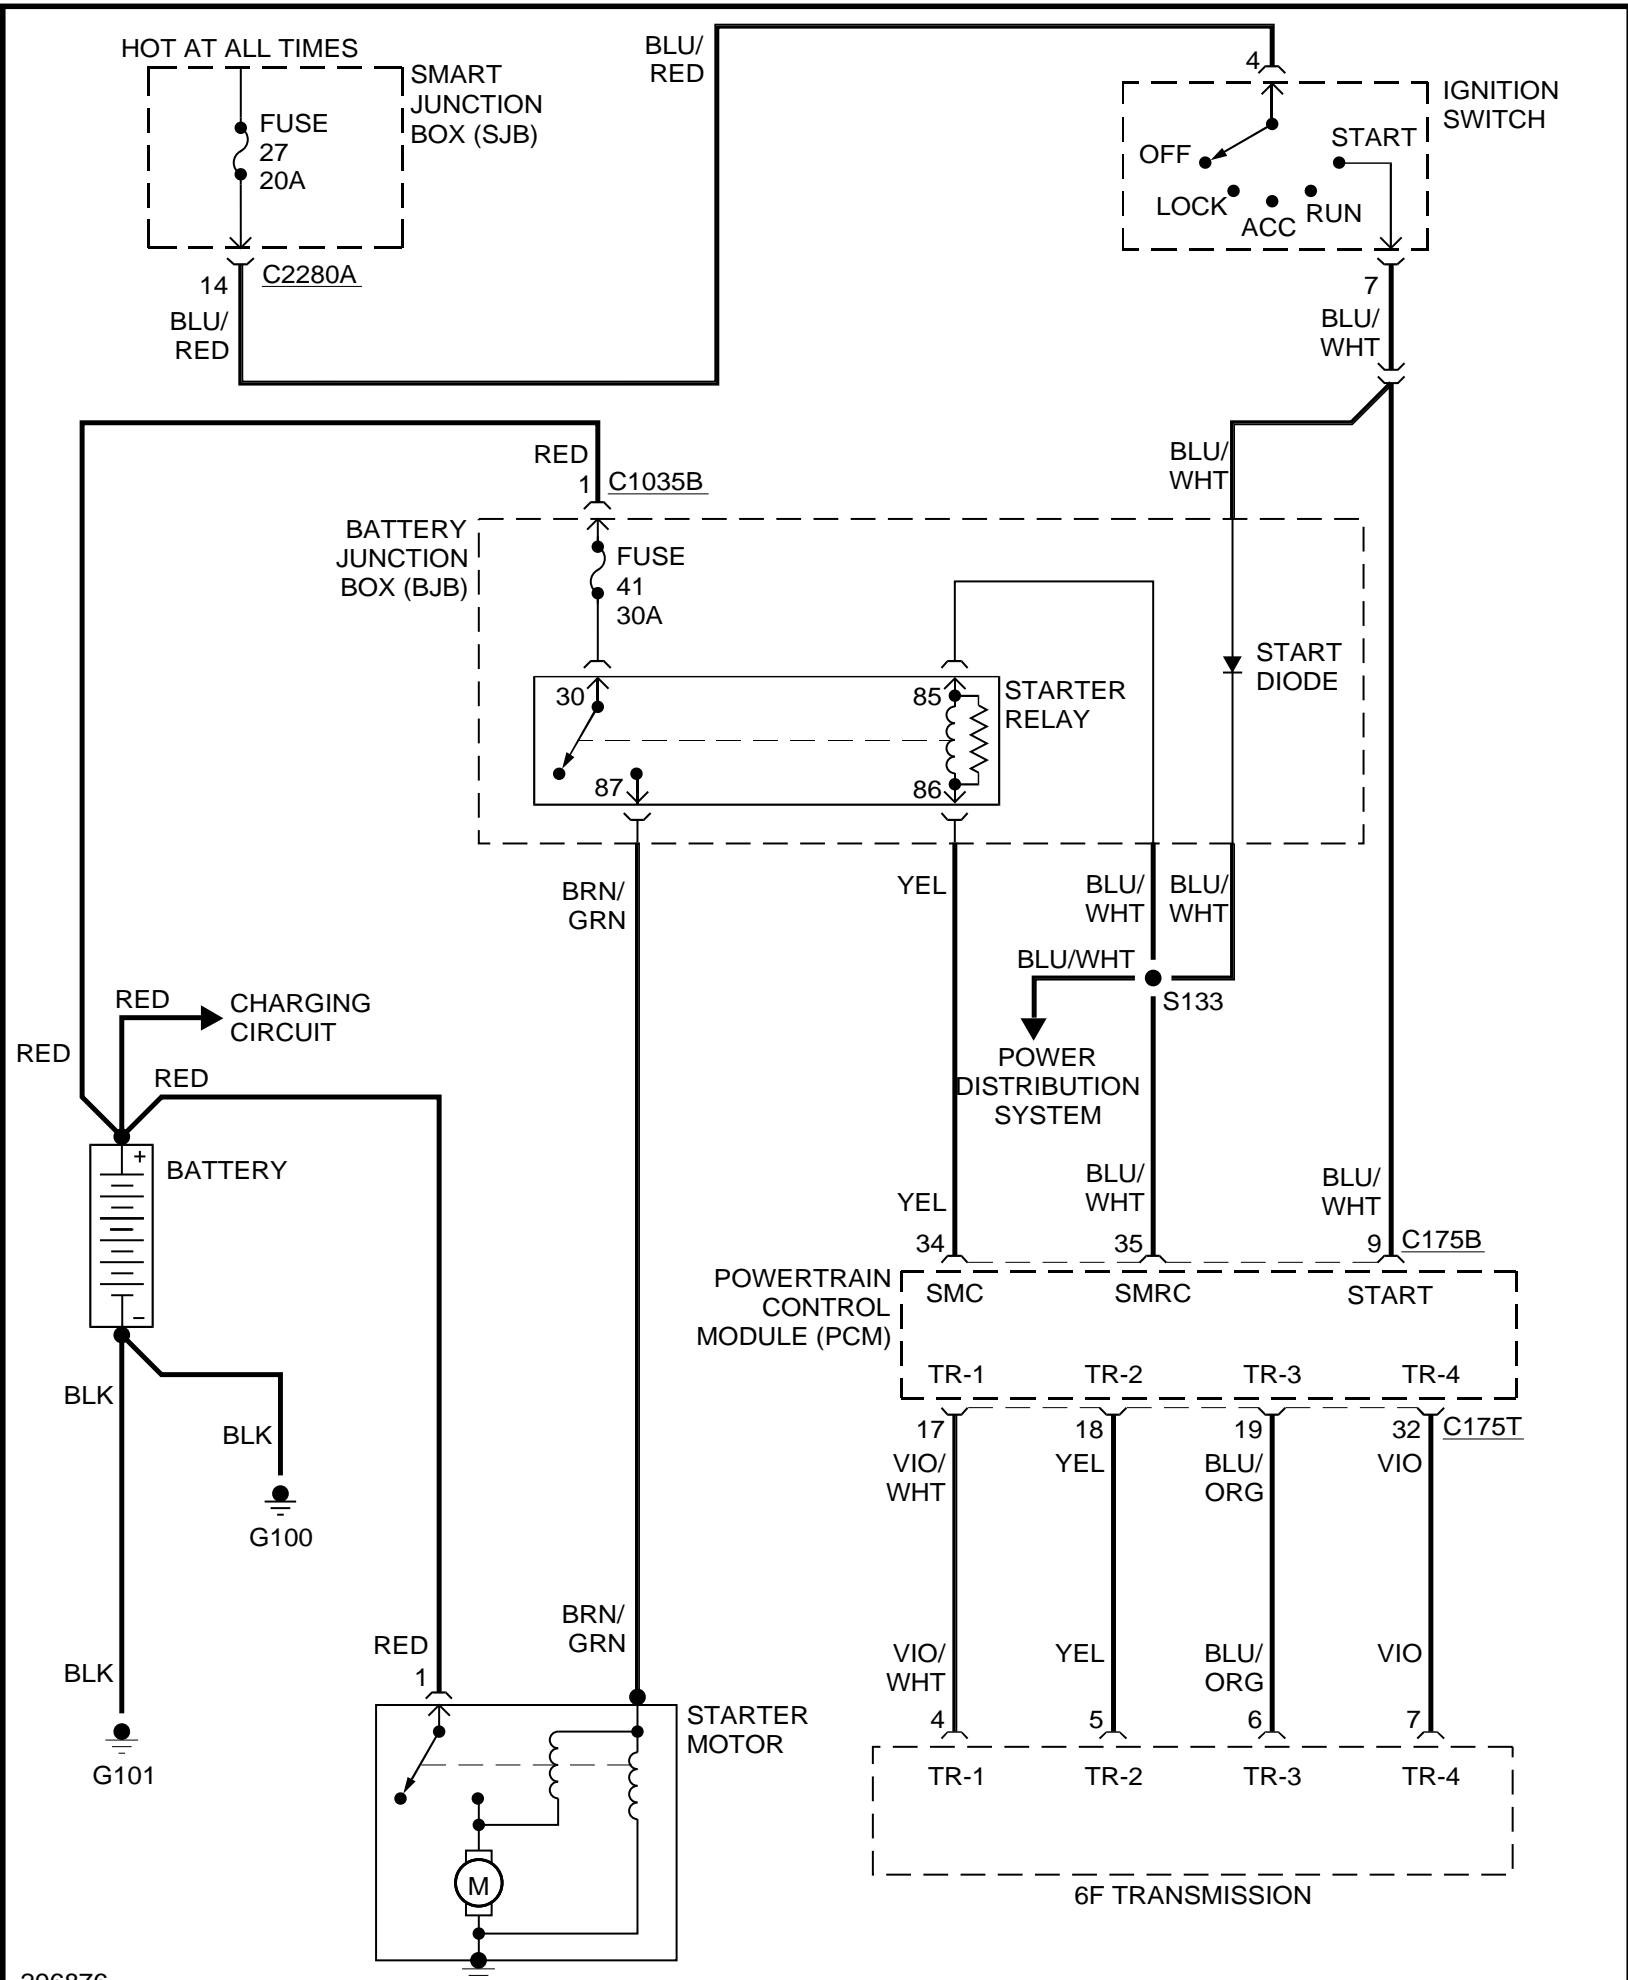 HOT AT ALL TIMES
SMART
JUNCTION
BOX (SJB)
FUSE
27
20A
14
C2280A
BLU/
RED
BLU/
RED
4
IGNITION
SWITCH
START
OFF
LOCK
ACC
RUN
7
BLU/
WHT
RED
1
C1035B
BLU/
WHT
BATTERY
JUNCTION
BOX (BJB)
FUSE
41
30A
START
DIODE
30
85
STARTER
RELAY
87
86
BRN/
GRN
YEL
BLU/
WHT
BLU/
WHT
BLU/WHT
S133
POWER
DISTRIBUTION
SYSTEM
RED
CHARGING
CIRCUIT
RED
RED
+
BATTERY
–
YEL
BLU/
WHT
BLU/
WHT
34
35
9
C175B
POWERTRAIN
CONTROL
MODULE (PCM)
SMC
SMRC
START
TR-1
TR-2
TR-3
TR-4
17
18
19
32
C175T
VIO/
WHT
YEL
BLU/
ORG
VIO
BLK
BLK
G100
BLK
G101
RED
1
BRN/
GRN
STARTER
MOTOR
M
VIO/
WHT
YEL
BLU/
ORG
VIO
4
5
6
7
TR-1
TR-2
TR-3
TR-4
6F TRANSMISSION